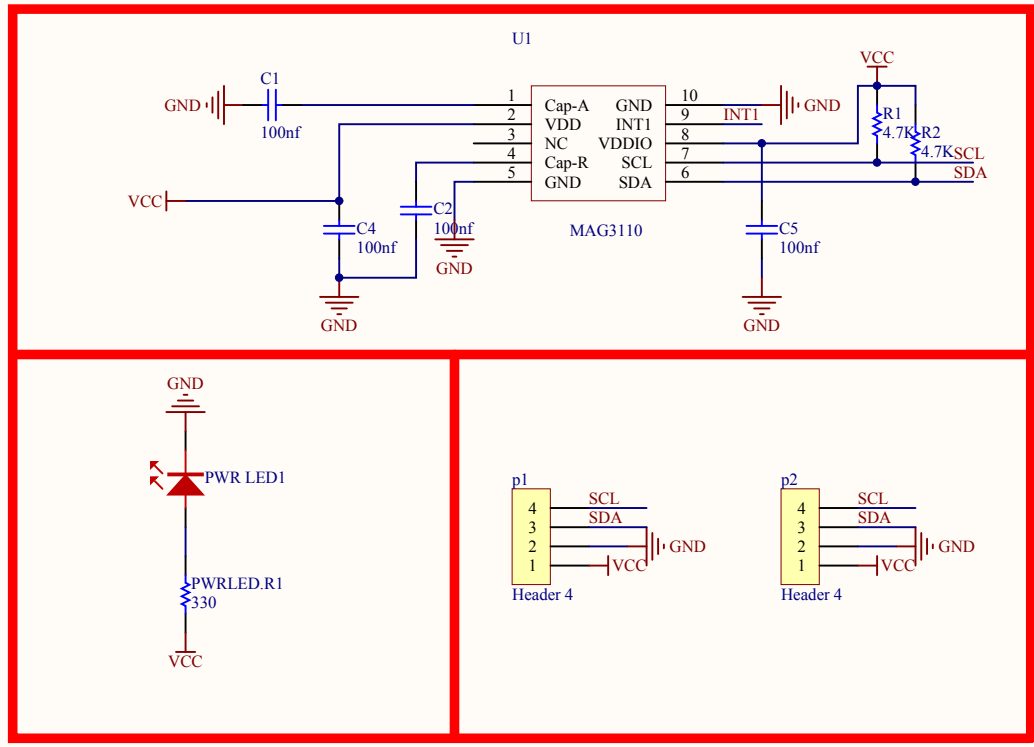 U1
VCC
C1
GND
100nf
1
2
3
4
5
Cap-A
VDD
NC
Cap-R
GND
GND
INT1
VDDIO
SCL
SDA
10
9
8
7
6
INT1
GND
R1
4.7K
R2
4.7K
SCL
SDA
VCC
C4
100nf
C2
100nf
GND
GND
MAG3110
C5
100nf
GND
GND
PWR LED1
PWRLED.R1
330
VCC
p1
4
3
2
1
SCL
SDA
GND
VCC
Header 4
p2
4
3
2
1
SCL
SDA
GND
VCC
Header 4